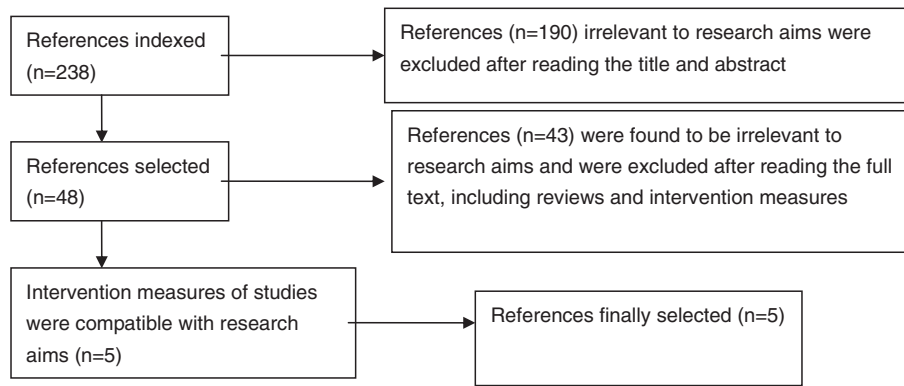 References indexed
(n=238)
References (n=190) irrelevant to research aims were
excluded after reading the title and abstract
References selected
(n=48)
References (n=43) were found to be irrelevant to
research aims and were excluded after reading the full
text, including reviews and intervention measures
Intervention measures of studies
were compatible with research
aims (n=5)
References finally selected (n=5)